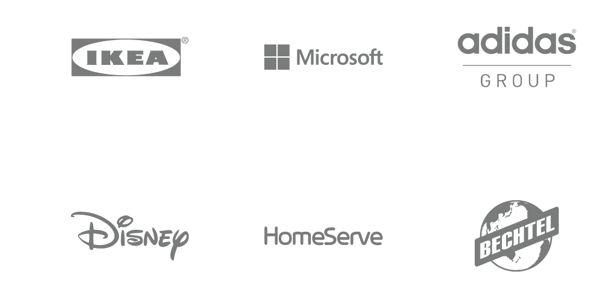 IKEA®
Microsoft
adidas®
GROUP
Disney
HomeServe
BECHTEL